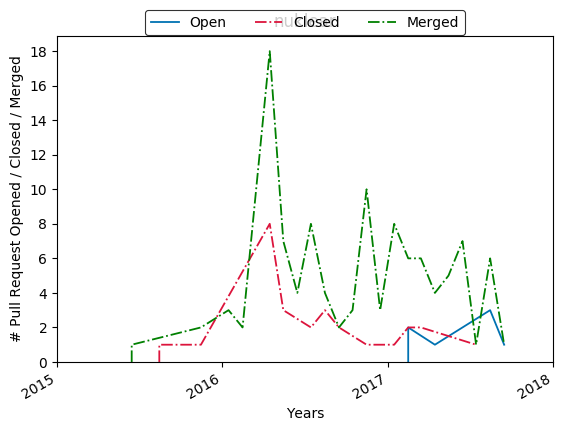 Open Closed Merged
# Pull Request Opened / Closed / Merged
18
16
14
12
10
8
6
4
2
0
2015 2016 2017 2018
Years